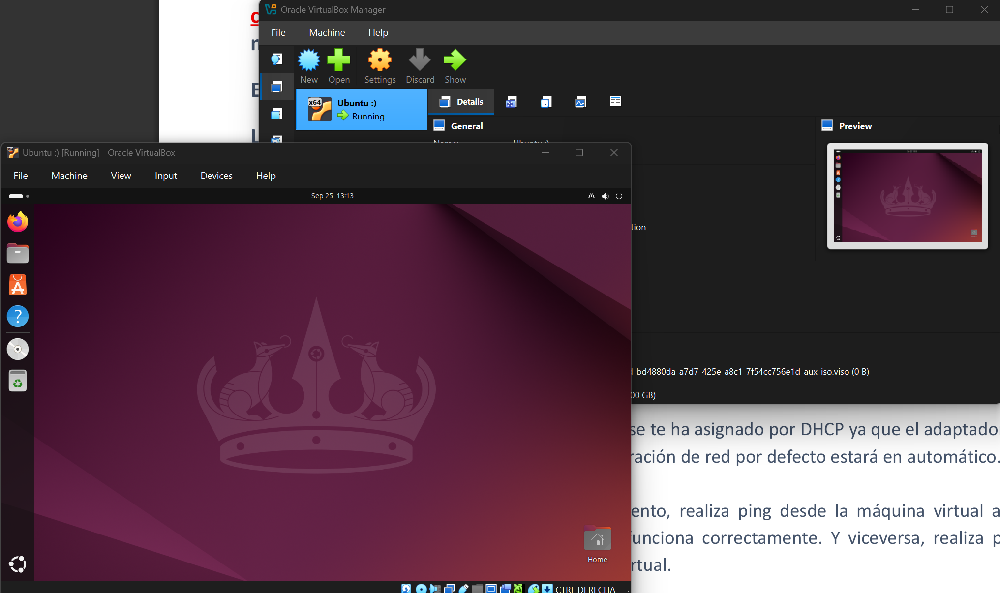 Oracle VirtualBox Manager
File Machine Help
New Open Settings Discard Show
x64 Ubuntu :)
Running
Details
General
Preview
Ubuntu :) [Running] - Oracle VirtualBox
File Machine View Input Devices Help
Sep 25 13:13
Home
CTRL DERECHA
tion
-bd4880da-a7d7-425e-a8c1-7f54cc756e1d-aux-iso.viso (0 B)
00 GB)
se te ha asignado por DHCP ya que el adaptador
ración de red por defecto estará en automático.
ento, realiza ping desde la máquina virtual a
funciona correctamente. Y viceversa, realiza p
rtual.